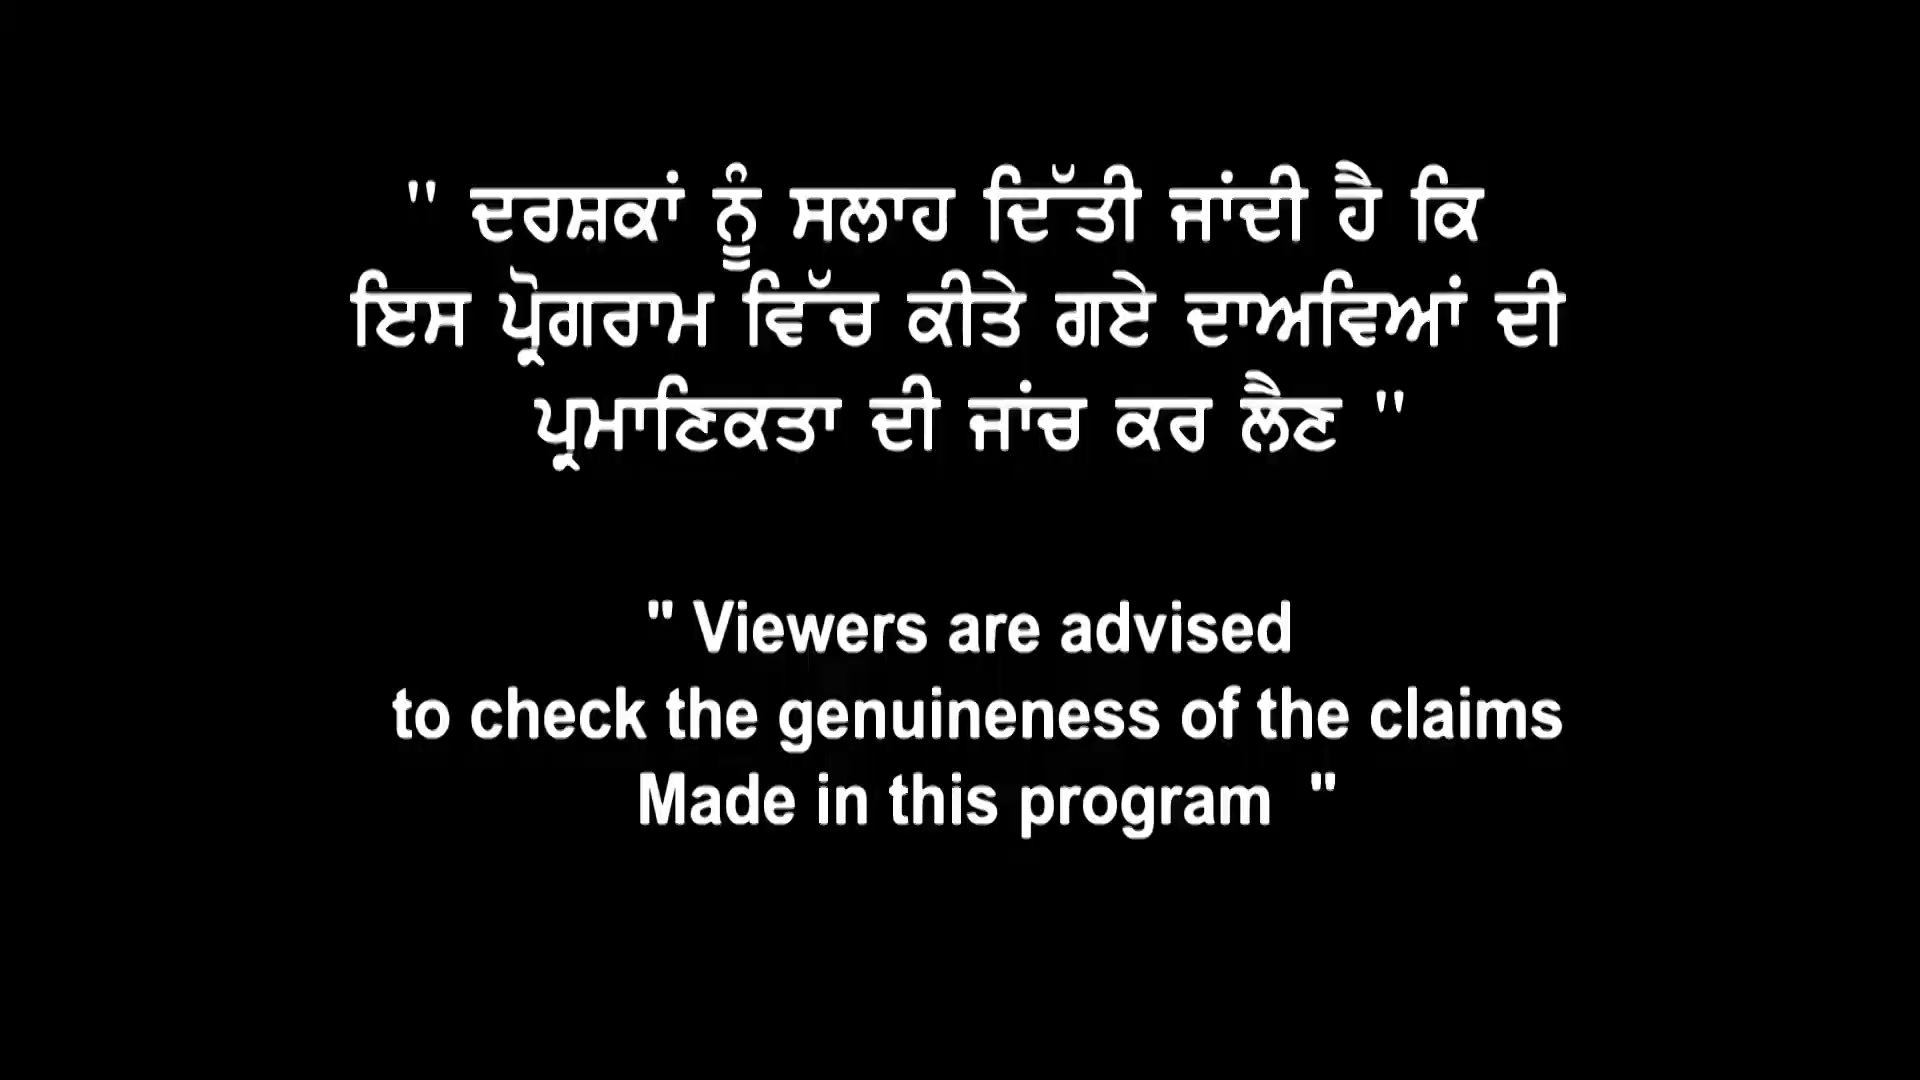 " ਦਰਸ਼ਕਾਂ ਨੂੰ ਸਲਾਹ ਦਿੱਤੀ ਜਾਂਦੀ ਹੈ ਕਿ
ਇਸ ਪ੍ਰੋਗਰਾਮ ਵਿੱਚ ਕੀਤੇ ਗਏ ਦਾਅਵਿਆਂ ਦੀ
ਪ੍ਰਮਾਣਿਕਤਾ ਦੀ ਜਾਂਚ ਕਰ ਲੈਣ "
" Viewers are advised
to check the genuineness of the claims
Made in this program "